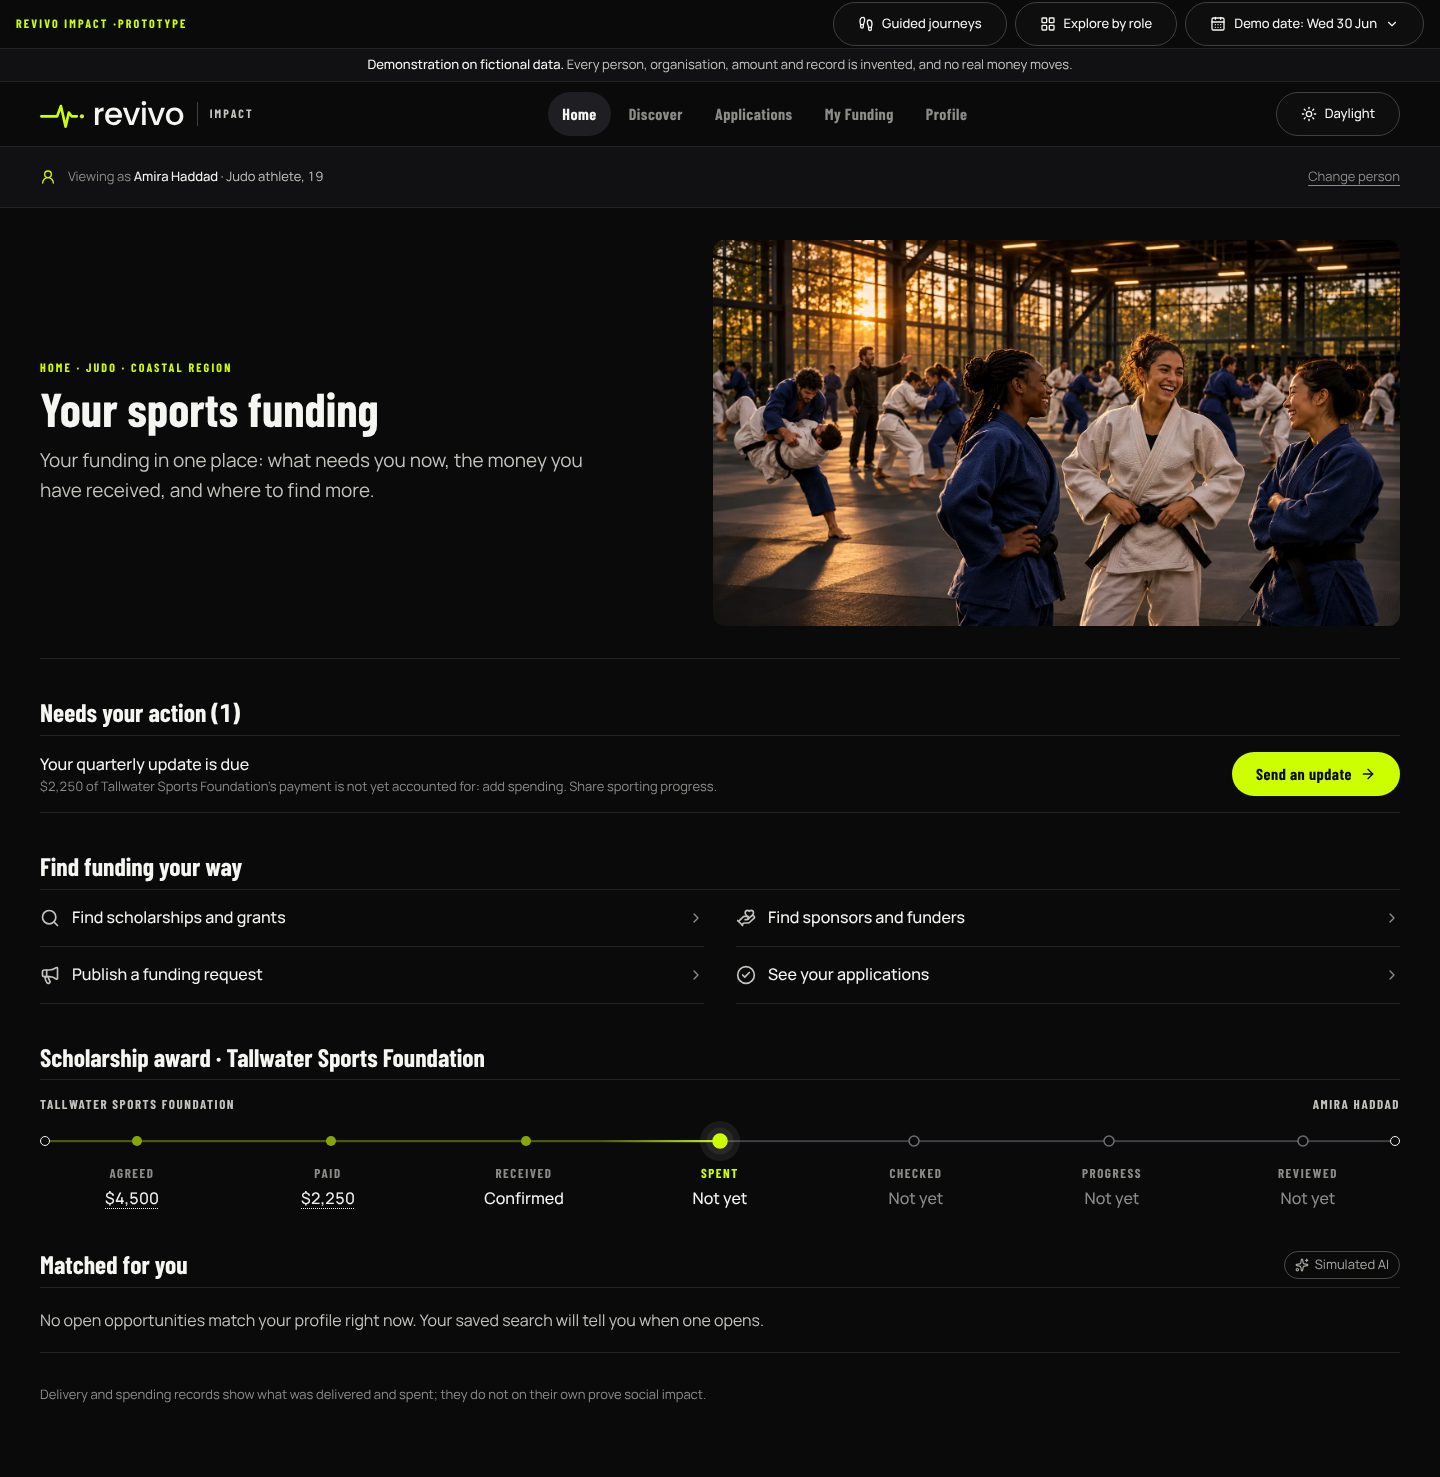 REVIVO IMPACT ·PROTOTYPE
Guided journeys
Explore by role
Demo date: Wed 30 Jun
Demonstration on fictional data. Every person, organisation, amount and record is invented, and no real money moves.
revivo
IMPACT
Home
Discover
Applications
My Funding
Profile
Daylight
Viewing as Amira Haddad · Judo athlete, 19
Change person
HOME · JUDO · COASTAL REGION
Your sports funding
Your funding in one place: what needs you now, the money you
have received, and where to find more.
Needs your action (1)
Your quarterly update is due
$2,250 of Tallwater Sports Foundation's payment is not yet accounted for: add spending. Share sporting progress.
Send an update
Find funding your way
Find scholarships and grants
Find sponsors and funders
Publish a funding request
See your applications
Scholarship award · Tallwater Sports Foundation
TALLWATER SPORTS FOUNDATION
AMIRA HADDAD
AGREED
$4,500
PAID
$2,250
RECEIVED
Confirmed
SPENT
Not yet
CHECKED
Not yet
PROGRESS
Not yet
REVIEWED
Not yet
Matched for you
Simulated AI
No open opportunities match your profile right now. Your saved search will tell you when one opens.
Delivery and spending records show what was delivered and spent; they do not on their own prove social impact.